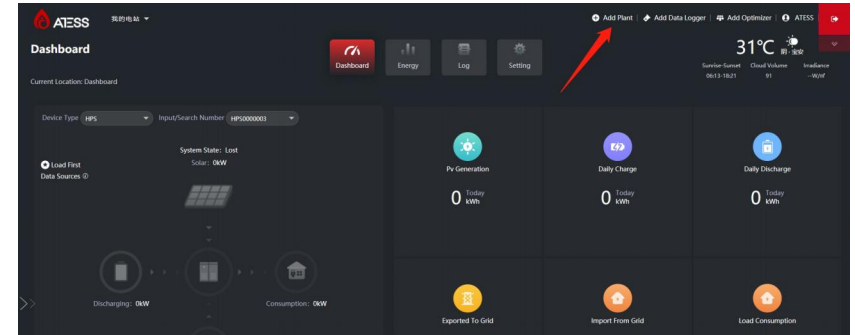 ATESS 我的电站
Add Plant | Add Data Logger | Add Optimizer | ATESS
Dashboard
Dashboard Energy Log Setting
31°C
Sunrise-Sunset Cloud Volume Irradiance
06:13-18:21 91 --W/㎡
Current Location: Dashboard
Device Type HPS Input/Search Number HPS0000003
System State: Lost
Solar: 0kW
Load First
Data Sources
Pv Generation Daily Charge Daily Discharge
0 Today kWh 0 Today kWh 0 Today kWh
Discharging: 0kW Consumption: 0kW
Exported To Grid Import From Grid Load Consumption